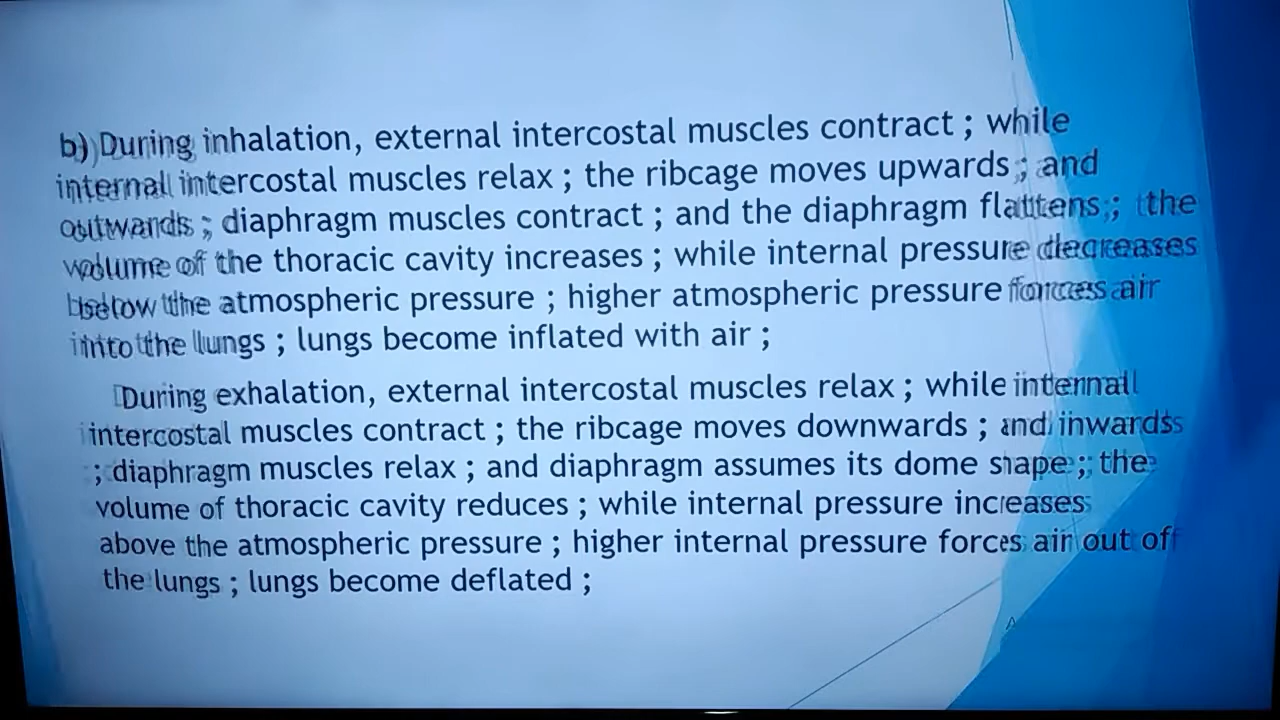 b) During inhalation, external intercostal muscles contract ; while
internal intercostal muscles relax ; the ribcage moves upwards ; and
outwards ; diaphragm muscles contract ; and the diaphragm flattens ; the
volume of the thoracic cavity increases ; while internal pressure decreases
below the atmospheric pressure ; higher atmospheric pressure forces air
into the lungs ; lungs become inflated with air ;
During exhalation, external intercostal muscles relax ; while internal
intercostal muscles contract ; the ribcage moves downwards ; and inwards
; diaphragm muscles relax ; and diaphragm assumes its dome shape ; the
volume of thoracic cavity reduces ; while internal pressure increases
above the atmospheric pressure ; higher internal pressure forces air out of
the lungs ; lungs become deflated ;